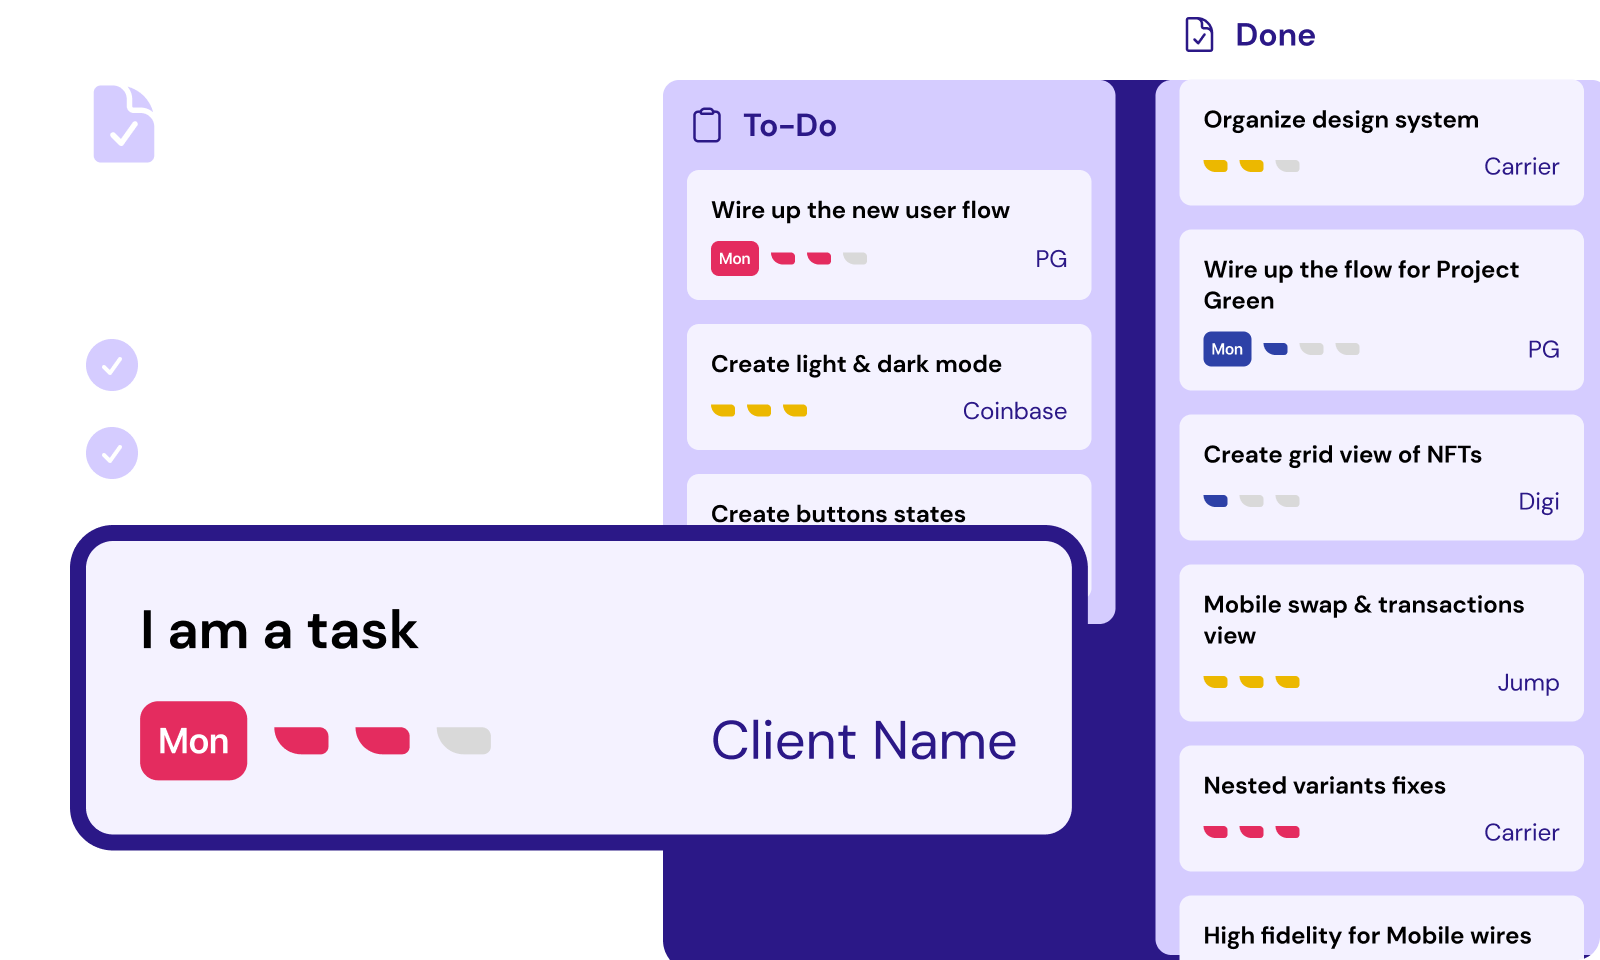 Done
To-Do
Wire up the new user flow
Mon
PG
Create light & dark mode
Coinbase
Create buttons states
I am a task
Mon
Client Name
Organize design system
Carrier
Wire up the flow for Project
Green
Mon
PG
Create grid view of NFTs
Digi
Mobile swap & transactions
view
Jump
Nested variants fixes
Carrier
High fidelity for Mobile wires